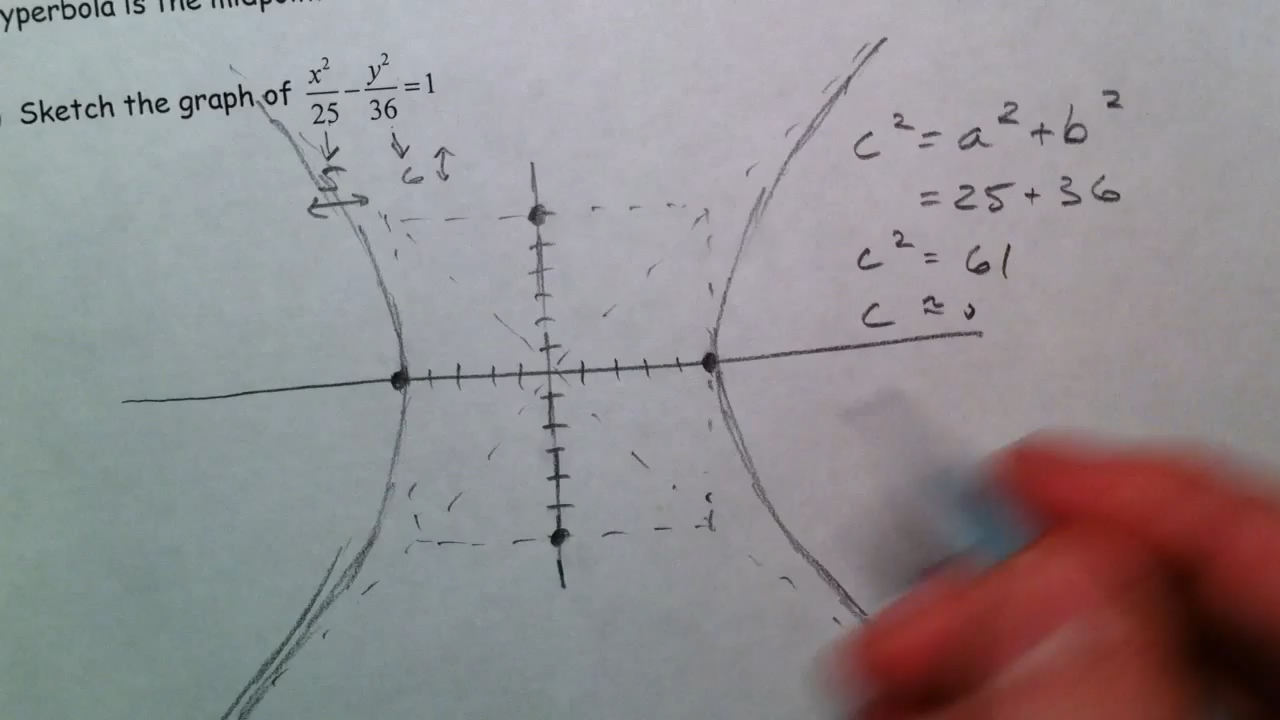 yperbola is the midpo
Sketch the graph of x²/25 − y²/36 = 1
5 6
c² = a² + b²
= 25 + 36
c² = 61
c ≈